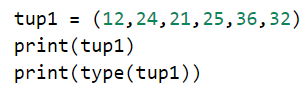 tup1 = (12,24,21,25,36,32)
print(tup1)
print(type(tup1))